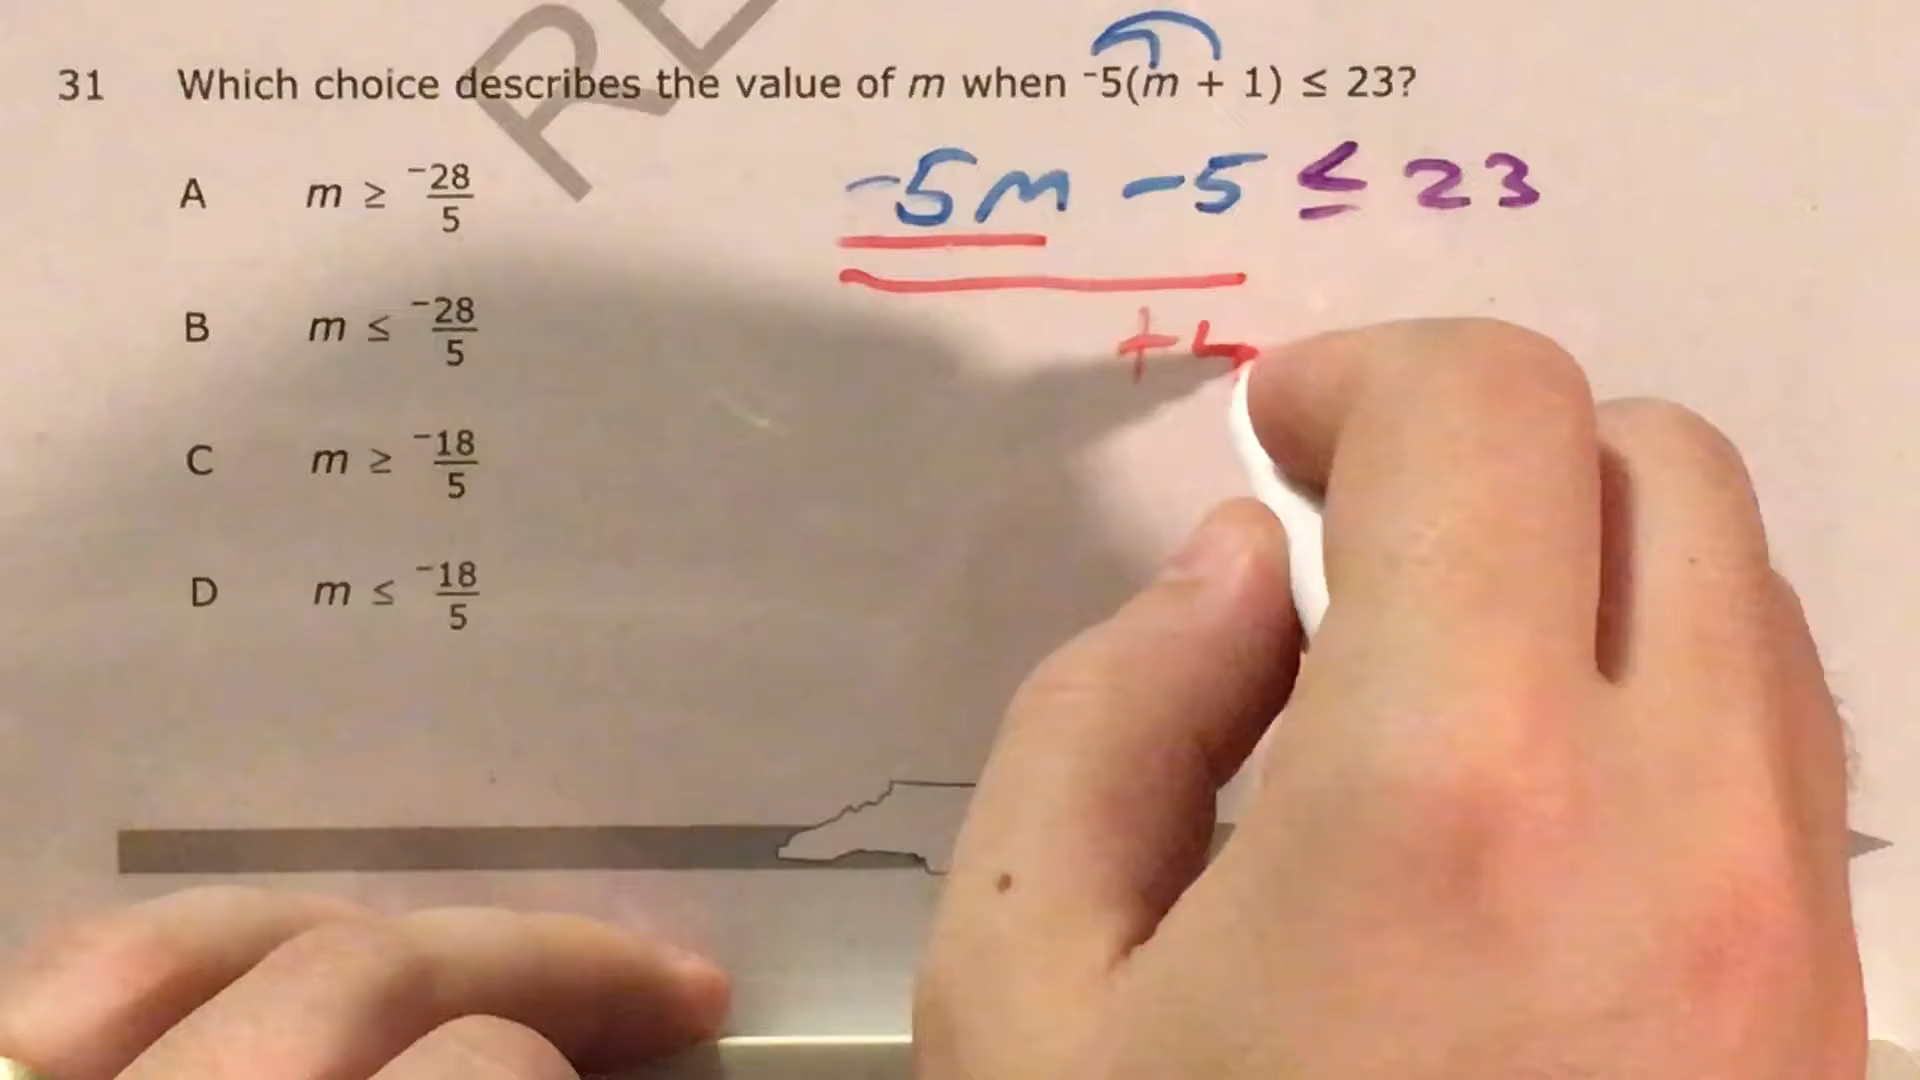 31 Which choice describes the value of m when ⁻5(m + 1) ≤ 23?
-5m -5 ≤ 23
A m ≥ ⁻28/5
+
B m ≤ ⁻28/5
C m ≥ ⁻18/5
D m ≤ ⁻18/5